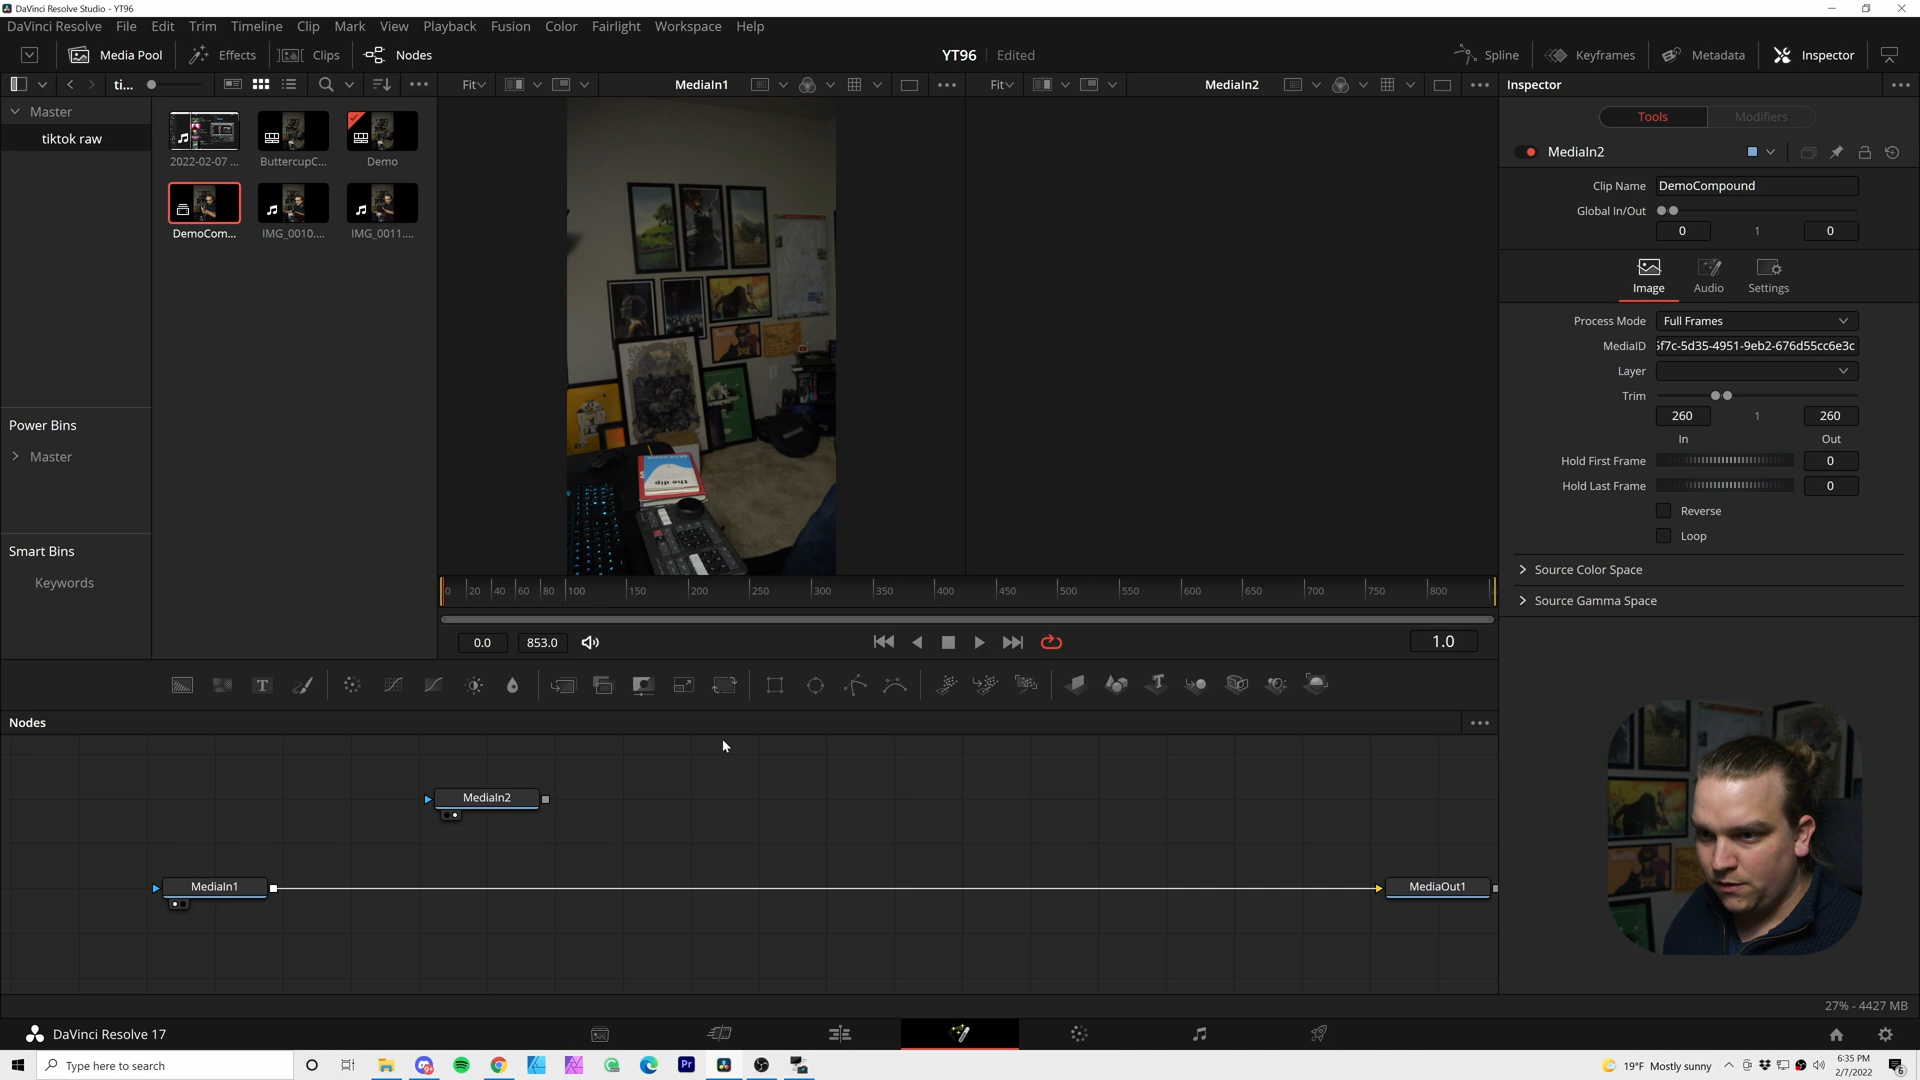 DaVinci Resolve Studio - YT96
DaVinci Resolve File Edit Trim Timeline Clip Mark View Playback Fusion Color Fairlight Workspace Help
Media Pool Effects Clips Nodes YT96 Edited Spline Keyframes Metadata Inspector
ti... Fit MediaIn1 Fit MediaIn2 Inspector
Master
tiktok raw
2022-02-07 ... ButtercupC... Demo
DemoCom... IMG_0010.... IMG_0011....
Power Bins
Master
Smart Bins
Keywords
the dip
Tools Modifiers
MediaIn2
Clip Name DemoCompound
Global In/Out
0 1 0
Image Audio Settings
Process Mode Full Frames
MediaID 5f7c-5d35-4951-9eb2-676d55cc6e3c
Layer
Trim
260 1 260
In Out
Hold First Frame 0
Hold Last Frame 0
Reverse
Loop
Source Color Space
Source Gamma Space
0 20 40 60 80 100 150 200 250 300 350 400 450 500 550 600 650 700 750 800
0.0 853.0 1.0
T
Nodes
MediaIn2
MediaIn1 MediaOut1
27% - 4427 MB
DaVinci Resolve 17
Type here to search
Pr
19°F Mostly sunny
6:35 PM
2/7/2022
6